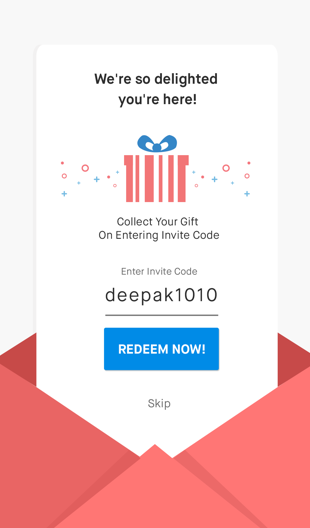 We're so delighted
you're here!
Collect Your Gift
On Entering Invite Code
Enter Invite Code
deepak1010
REDEEM NOW!
Skip